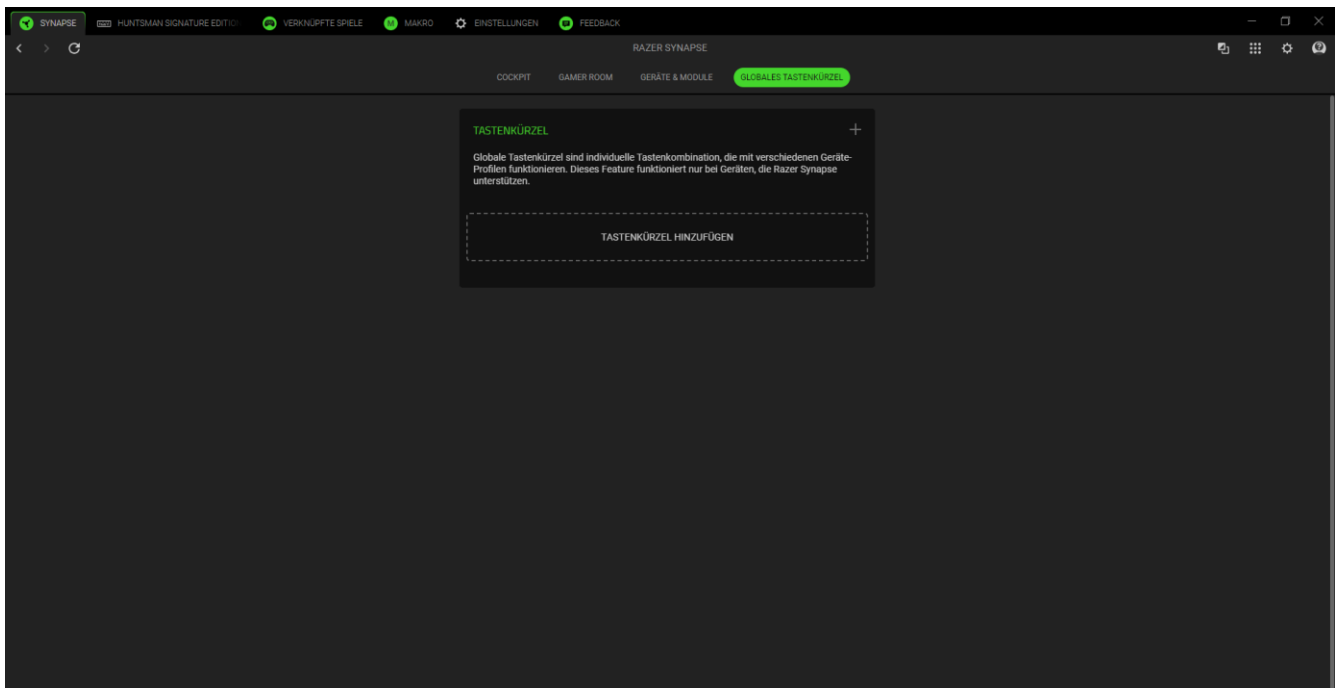 SYNAPSE
HUNTSMAN SIGNATURE EDITIO
VERKNÜPFTE SPIELE
M
MAKRO
EINSTELLUNGEN
FEEDBACK
RAZER SYNAPSE
COCKPIT
GAMER ROOM
GERÄTE & MODULE
GLOBALES TASTENKÜRZEL
TASTENKÜRZEL
Globale Tastenkürzel sind individuelle Tastenkombination, die mit verschiedenen Geräte-
Profilen funktionieren. Dieses Feature funktioniert nur bei Geräten, die Razer Synapse
unterstützen.
TASTENKÜRZEL HINZUFÜGEN